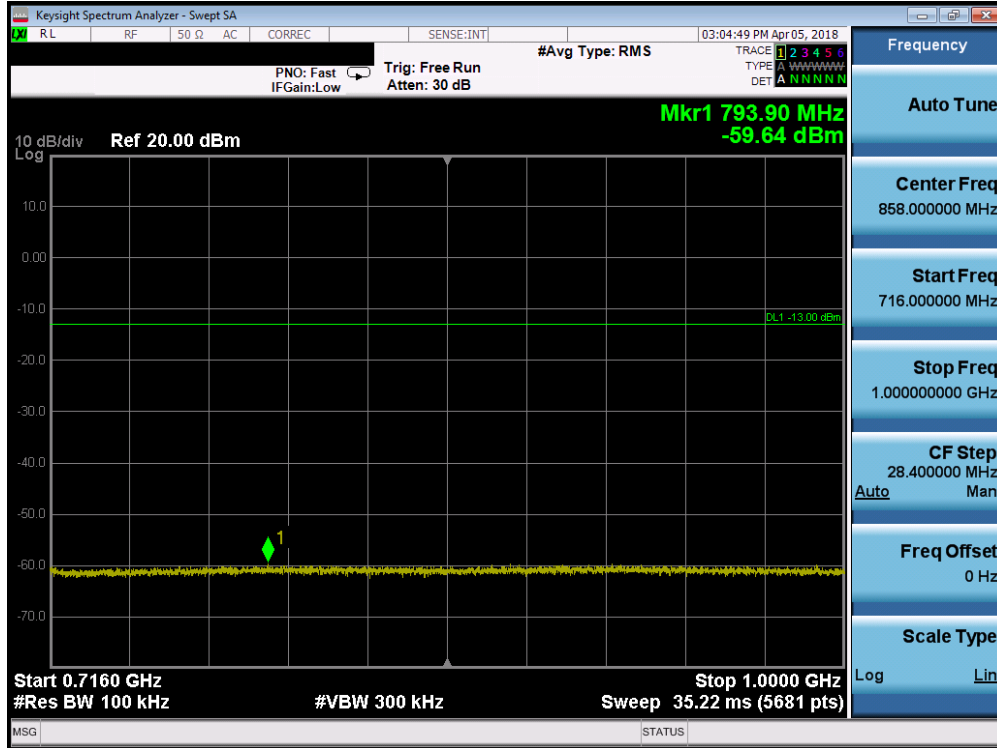 Keysight Spectrum Analyzer - Swept SA
LXI RL RF 50 Ω AC CORREC SENSE:INT 03:04:49 PM Apr 05, 2018
#Avg Type: RMS
TRACE 1 2 3 4 5 6
TYPE A WWWWW
DET A N N N N N
PNO: Fast
IFGain:Low
Trig: Free Run
Atten: 30 dB
Mkr1 793.90 MHz
-59.64 dBm
10 dB/div
Log
Ref 20.00 dBm
10.0
0.00
-10.0
DL1 -13.00 dBm
-20.0
-30.0
-40.0
-50.0
1
-60.0
-70.0
Start 0.7160 GHz
Stop 1.0000 GHz
#Res BW 100 kHz
#VBW 300 kHz
Sweep 35.22 ms (5681 pts)
MSG
STATUS
Frequency
Auto Tune
Center Freq
858.000000 MHz
Start Freq
716.000000 MHz
Stop Freq
1.000000000 GHz
CF Step
28.400000 MHz
Auto Man
Freq Offset
0 Hz
Scale Type
Log Lin